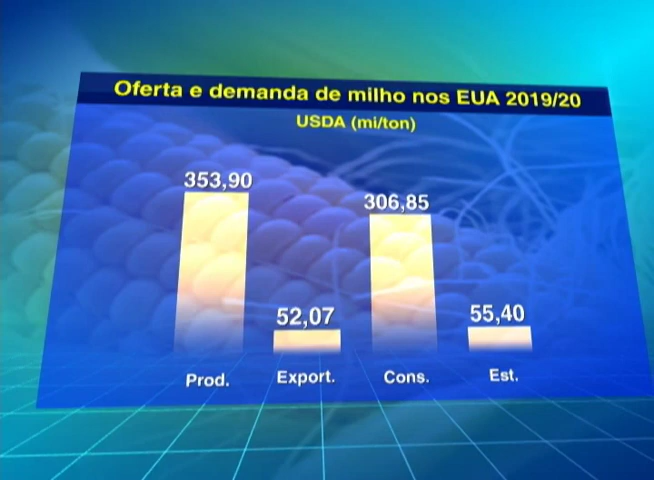 Oferta e demanda de milho nos EUA 2019/20
USDA (mi/ton)
353,90
306,85
52,07
55,40
Prod.
Export.
Cons.
Est.